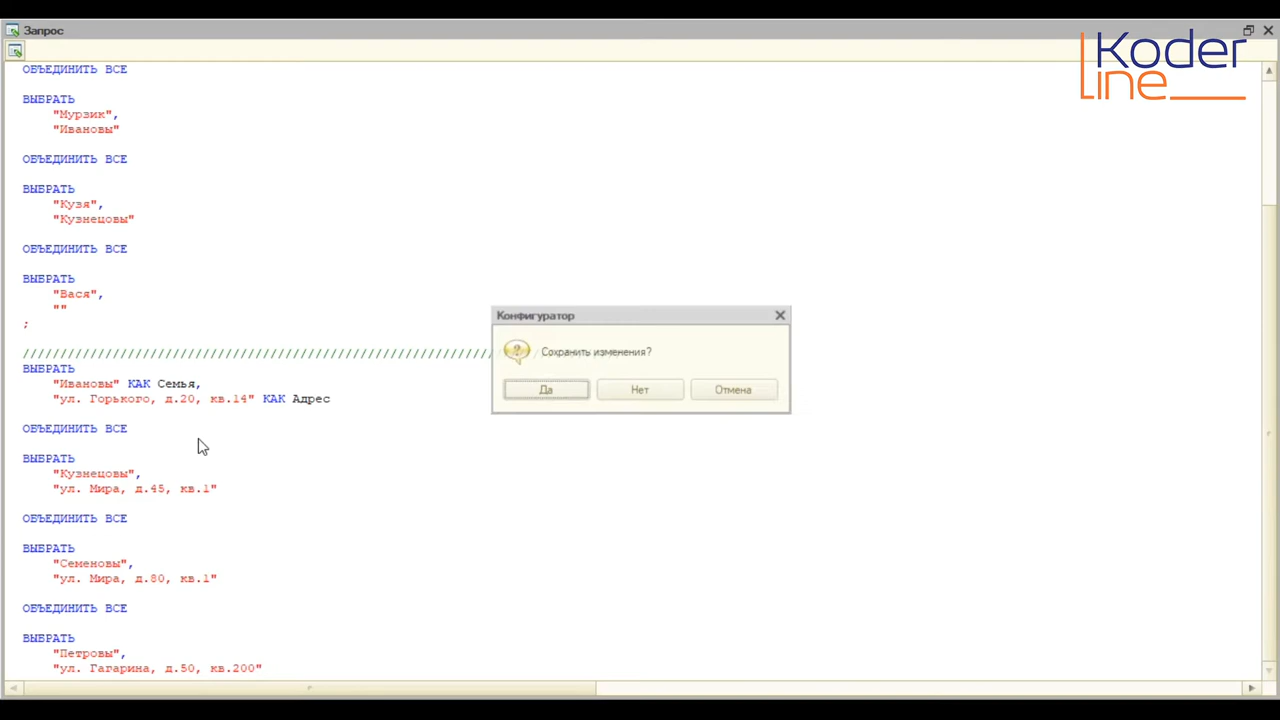 Запрос
Koder
line
ОБЪЕДИНИТЬ ВСЕ
ВЫБРАТЬ
"Мурзик",
"Ивановы"
ОБЪЕДИНИТЬ ВСЕ
ВЫБРАТЬ
"Кузя",
"Кузнецовы"
ОБЪЕДИНИТЬ ВСЕ
ВЫБРАТЬ
"Вася",
""
;
////////////////////////////////////////////////////////////////
ВЫБРАТЬ
"Ивановы" КАК Семья,
"ул. Горького, д.20, кв.14" КАК Адрес
ОБЪЕДИНИТЬ ВСЕ
ВЫБРАТЬ
"Кузнецовы",
"ул. Мира, д.45, кв.1"
ОБЪЕДИНИТЬ ВСЕ
ВЫБРАТЬ
"Семеновы",
"ул. Мира, д.80, кв.1"
ОБЪЕДИНИТЬ ВСЕ
ВЫБРАТЬ
"Петровы",
"ул. Гагарина, д.50, кв.200"
Конфигуратор
Сохранить изменения?
Да Нет Отмена